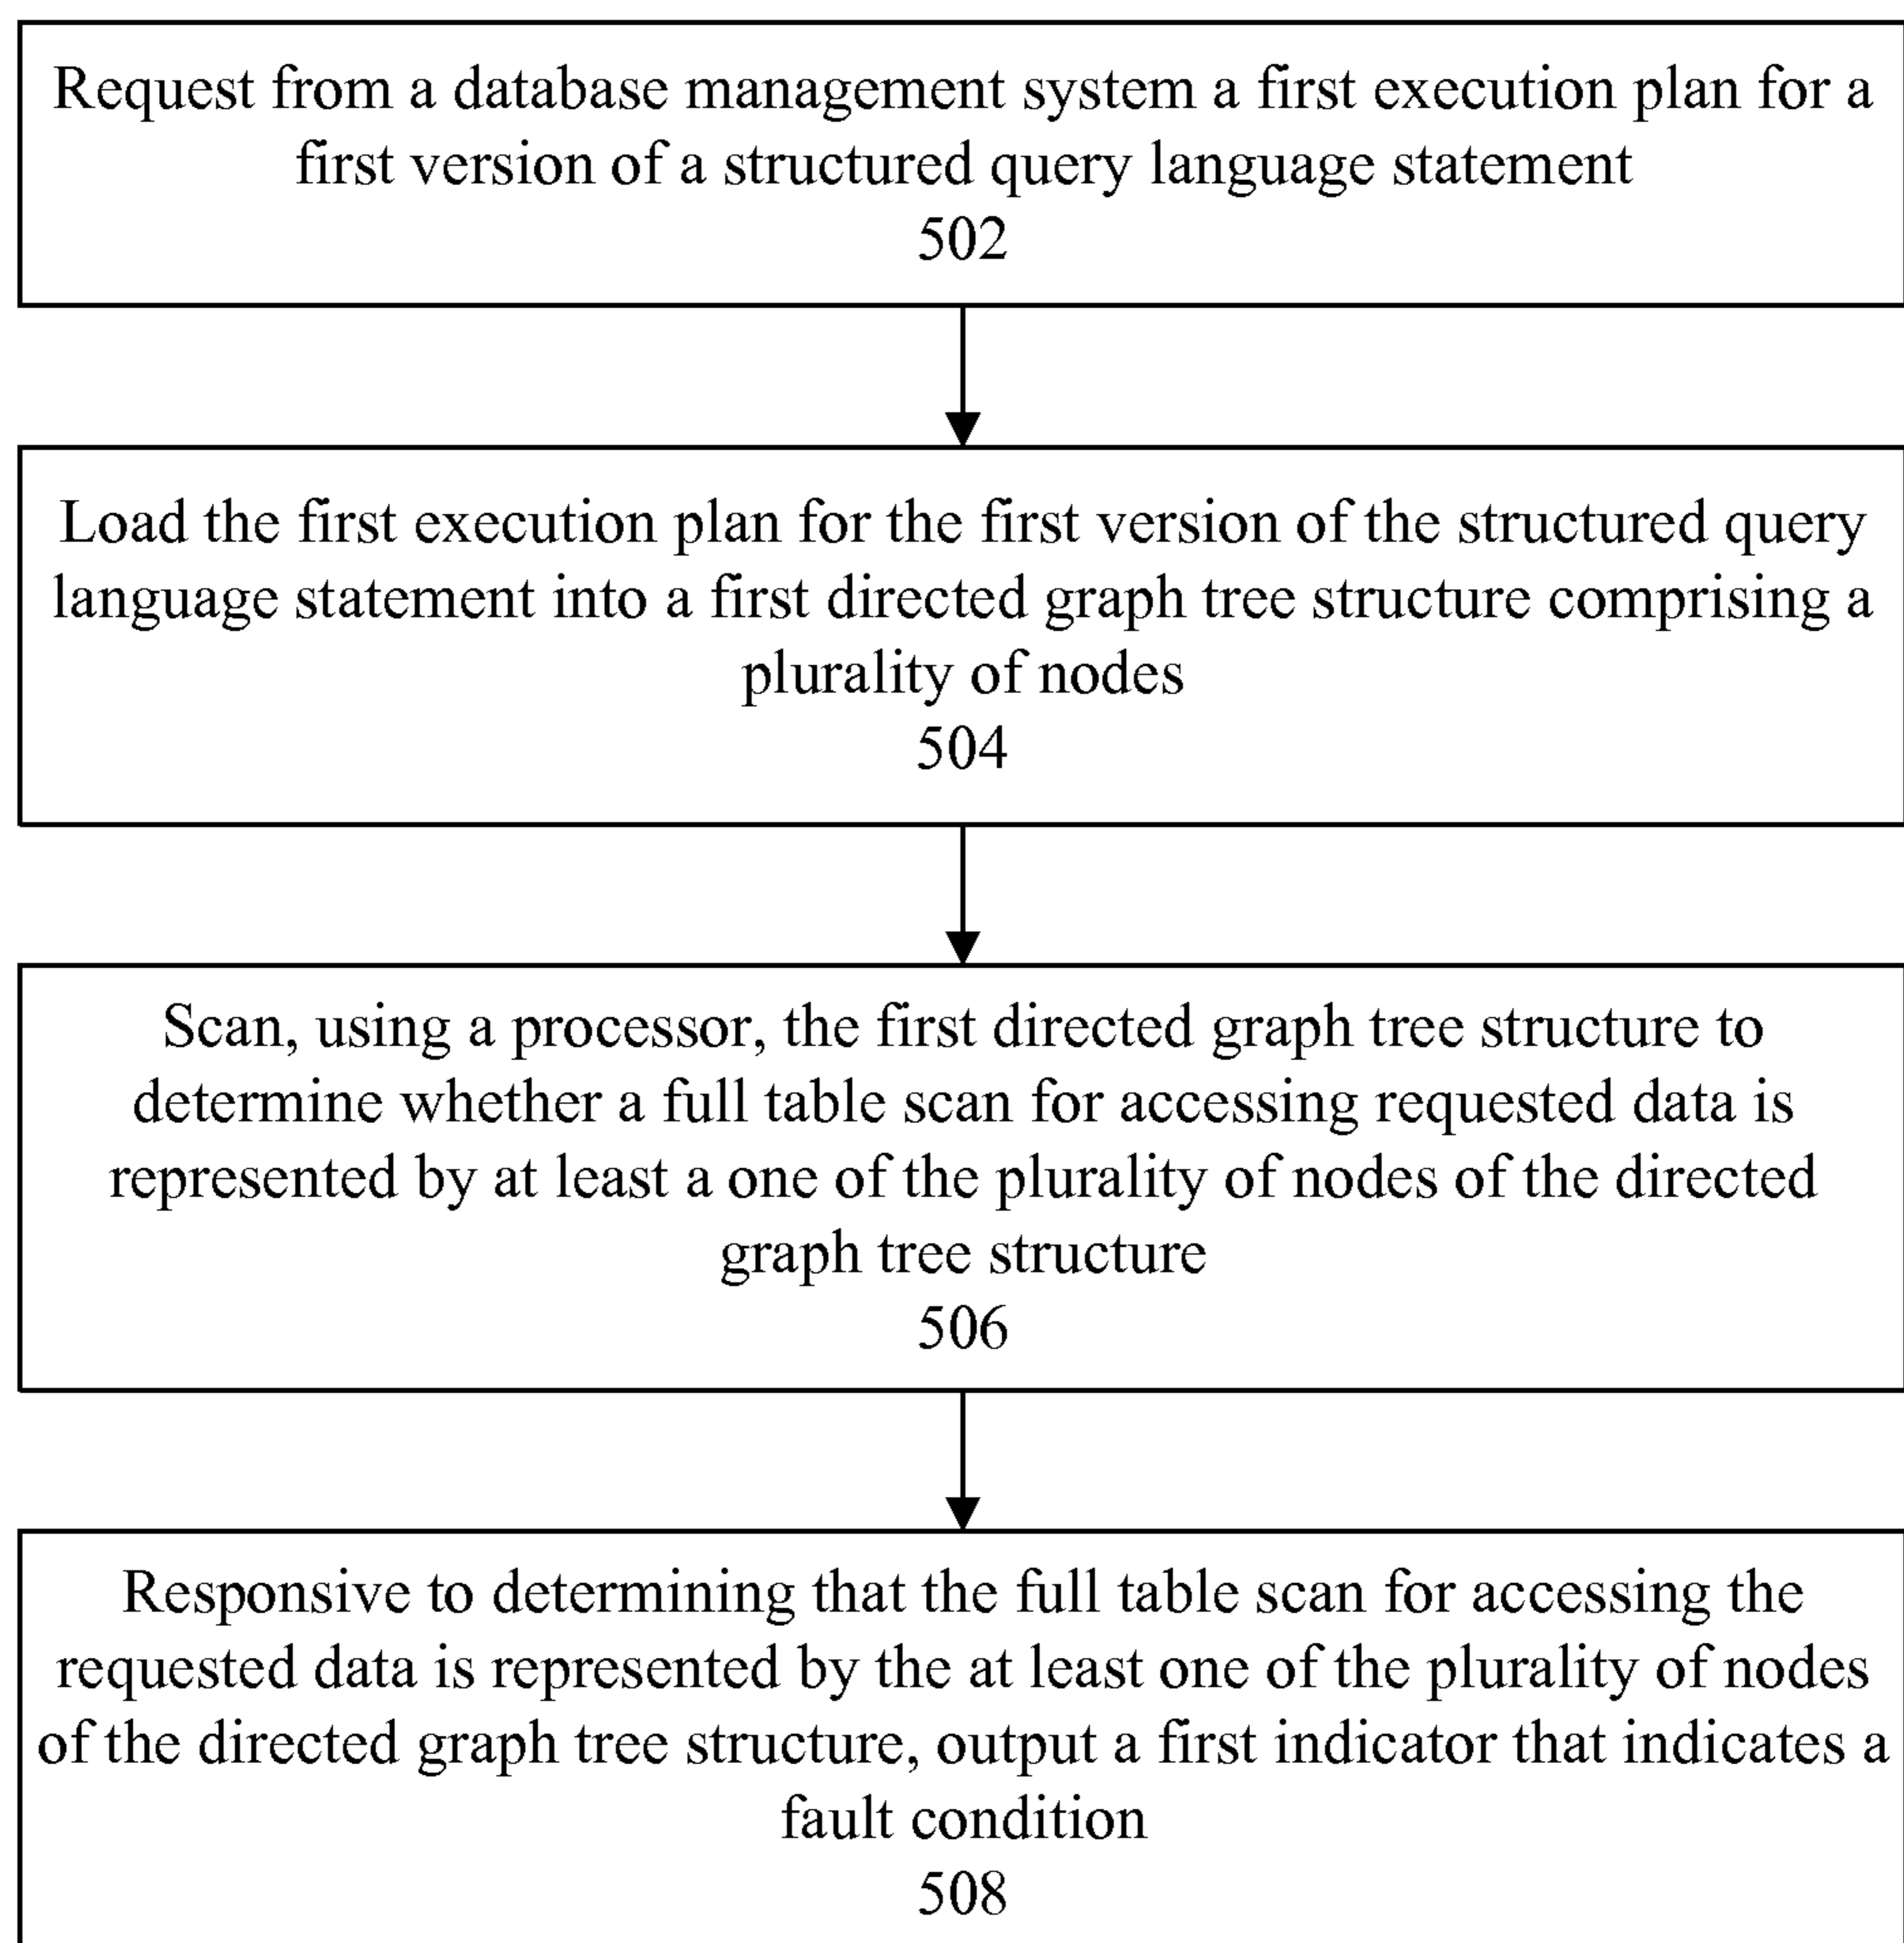 Request from a database management system a first execution plan for a
first version of a structured query language statement
502
Load the first execution plan for the first version of the structured query
language statement into a first directed graph tree structure comprising a
plurality of nodes
504
Scan, using a processor, the first directed graph tree structure to
determine whether a full table scan for accessing requested data is
represented by at least a one of the plurality of nodes of the directed
graph tree structure
506
Responsive to determining that the full table scan for accessing the
requested data is represented by the at least one of the plurality of nodes
of the directed graph tree structure, output a first indicator that indicates a
fault condition
508